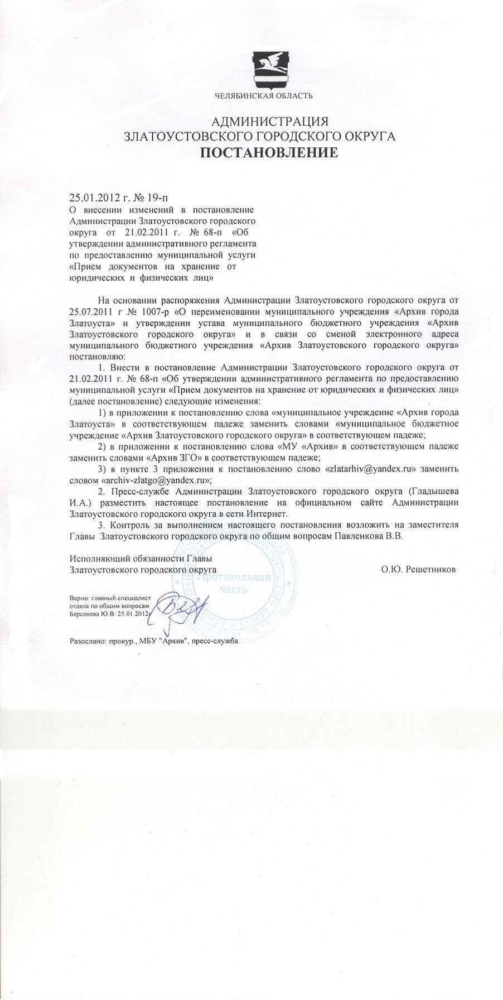 ЧЕЛЯБИНСКАЯ ОБЛАСТЬ
АДМИНИСТРАЦИЯ
ЗЛАТОУСТОВСКОГО ГОРОДСКОГО ОКРУГА
ПОСТАНОВЛЕНИЕ
25.01.2012 г. № 19-п
О внесении изменений в постановление
Администрации Златоустовского городского
округа от 21.02.2011 г. № 68-п «Об
утверждении административного регламента
по предоставлению муниципальной услуги
«Прием документов на хранение от
юридических и физических лиц»
На основании распоряжения Администрации Златоустовского городского округа от
25.07.2011 г № 1007-р «О переименовании муниципального учреждения «Архив города
Златоуста» и утверждении устава муниципального бюджетного учреждения «Архив
Златоустовского городского округа» и в связи со сменой электронного адреса
муниципального бюджетного учреждения «Архив Златоустовского городского округа»
постановляю:
1. Внести в постановление Администрации Златоустовского городского округа от
21.02.2011 г. № 68-п «Об утверждении административного регламента по предоставлению
муниципальной услуги «Прием документов на хранение от юридических и физических лиц»
(далее постановление) следующие изменения:
1) в приложении к постановлению слова «муниципальное учреждение «Архив города
Златоуста» в соответствующем падеже заменить словами «муниципальное бюджетное
учреждение «Архив Златоустовского городского округа» в соответствующем падеже;
2) в приложении к постановлению слова «МУ «Архив» в соответствующем падеже
заменить словами «Архив ЗГО» в соответствующем падеже;
3) в пункте 3 приложения к постановлению слово «zlatarhiv@yandex.ru» заменить
словом «archiv-zlatgo@yandex.ru»;
2. Пресс-службе Администрации Златоустовского городского округа (Гладышева
И.А.) разместить настоящее постановление на официальном сайте Администрации
Златоустовского городского округа в сети Интернет.
3. Контроль за выполнением настоящего постановления возложить на заместителя
Главы Златоустовского городского округа по общим вопросам Павленкова В.В.
Исполняющий обязанности Главы
Златоустовского городского округа О.Ю. Решетников
Протокольная
часть
Верно: главный специалист
отдела по общим вопросам
Берсенева Ю.В. 25.01.2012г
Разослано: прокур., МБУ "Архив", пресс-служба